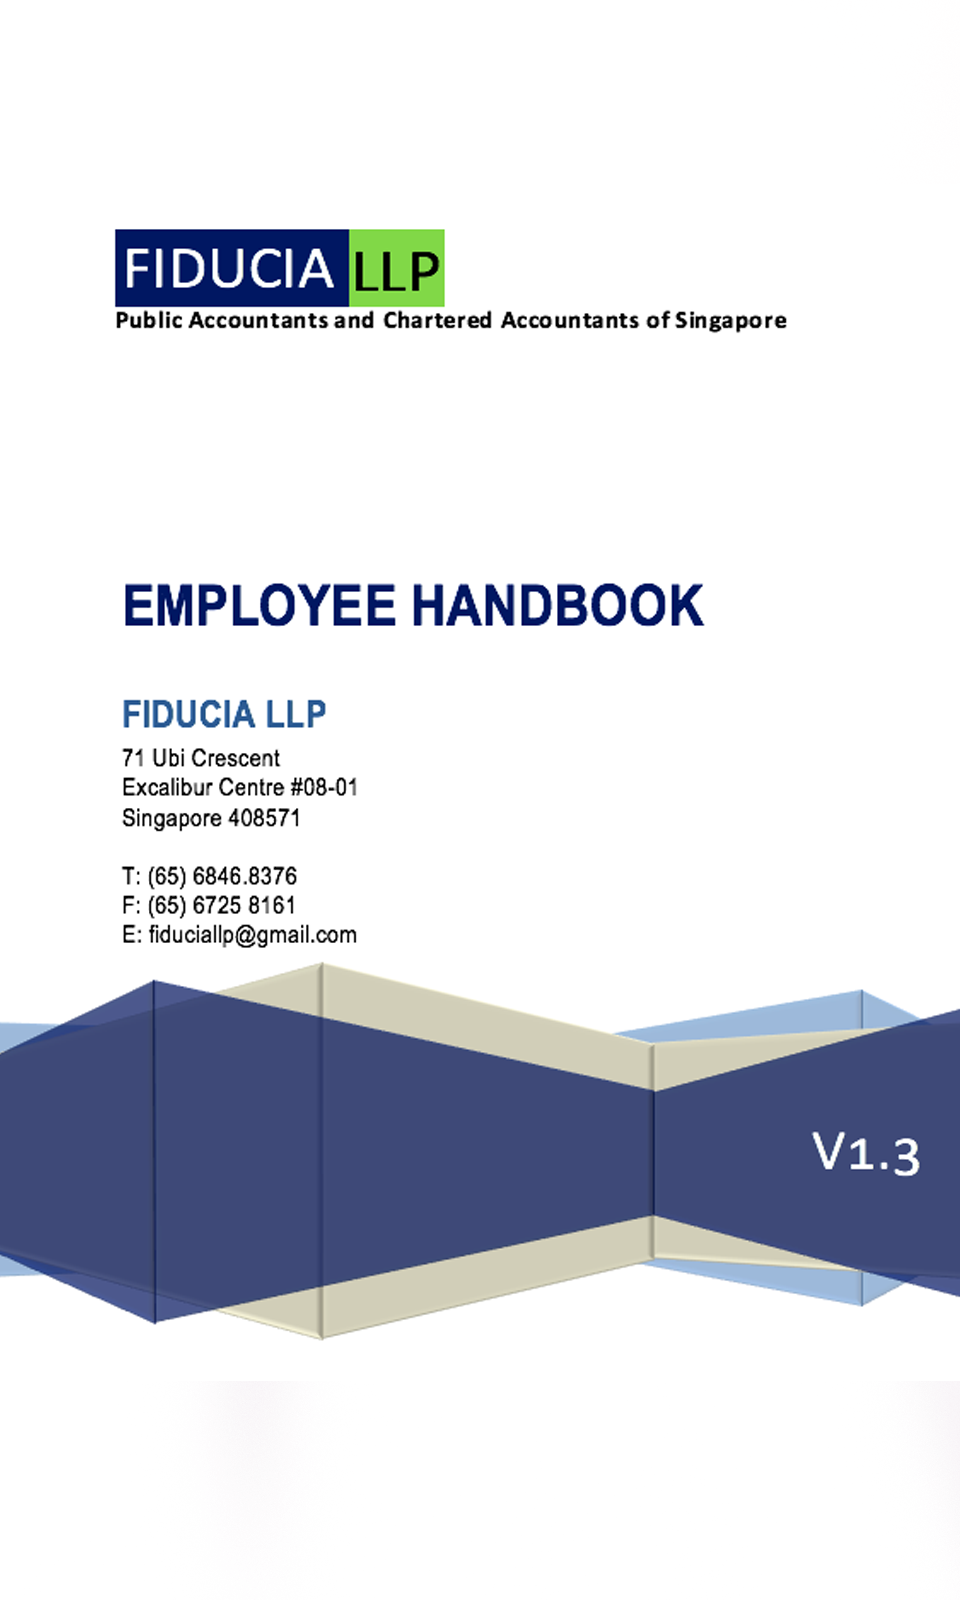 FIDUCIA LLP
Public Accountants and Chartered Accountants of Singapore
EMPLOYEE HANDBOOK
FIDUCIA LLP
71 Ubi Crescent
Excalibur Centre #08-01
Singapore 408571
T: (65) 6846.8376
F: (65) 6725 8161
E: fiduciallp@gmail.com
V1.3